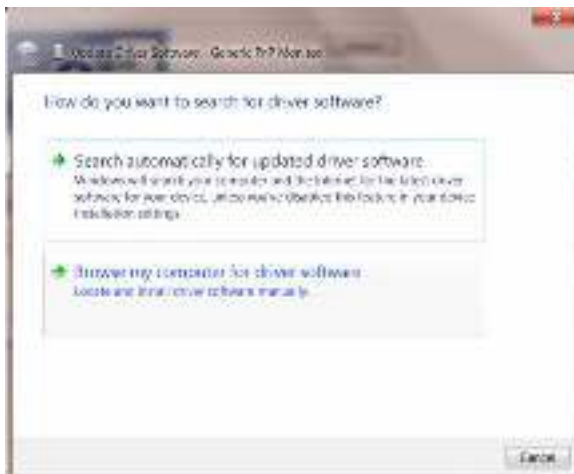 Update Driver Software - Generic PnP Monitor
How do you want to search for driver software?
Search automatically for updated driver software
Windows will search your computer and the Internet for the latest driver
software for your device, unless you've disabled this feature in your device
installation settings.
Browse my computer for driver software
Locate and install driver software manually.
Cancel